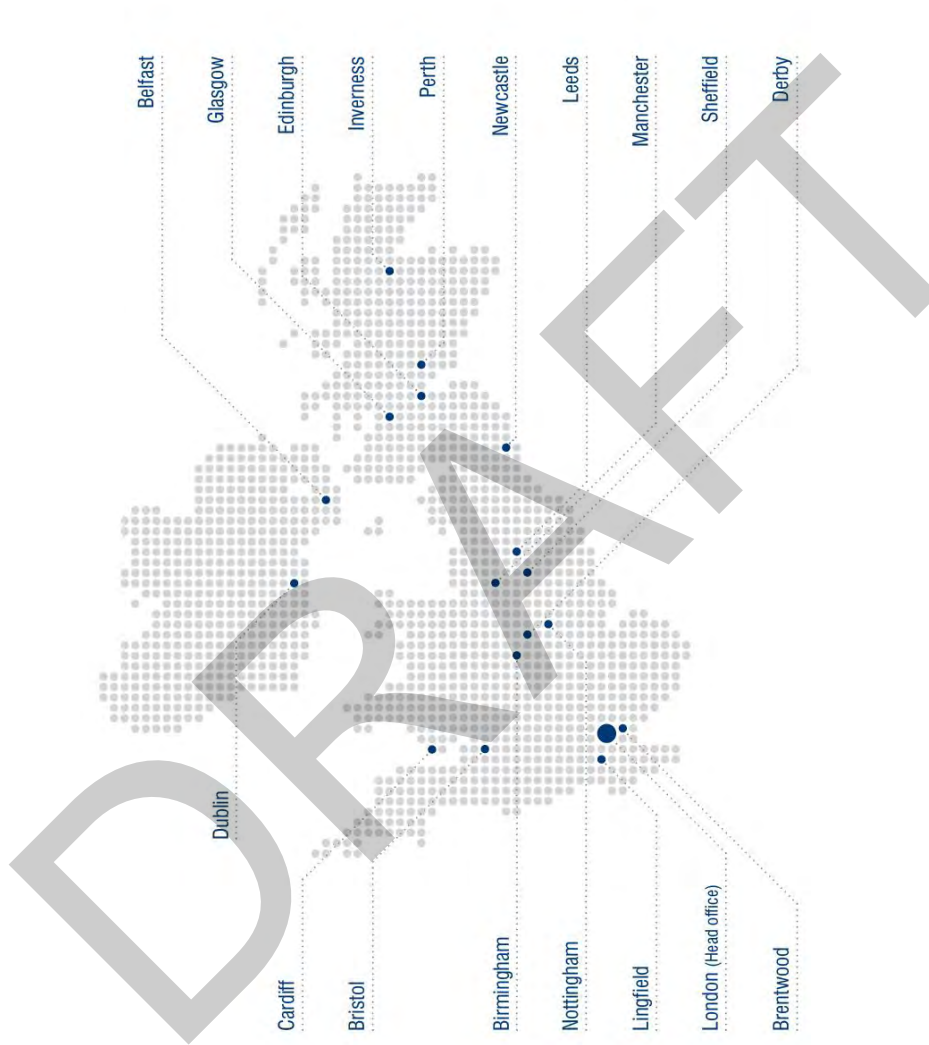 Belfast
Glasgow
Edinburgh
Inverness
Perth
Newcastle
Leeds
Manchester
Sheffield
Derby
Dublin
Cardiff
Bristol
Birmingham
Nottingham
Lingfield
London (Head office)
Brentwood
DRAFT